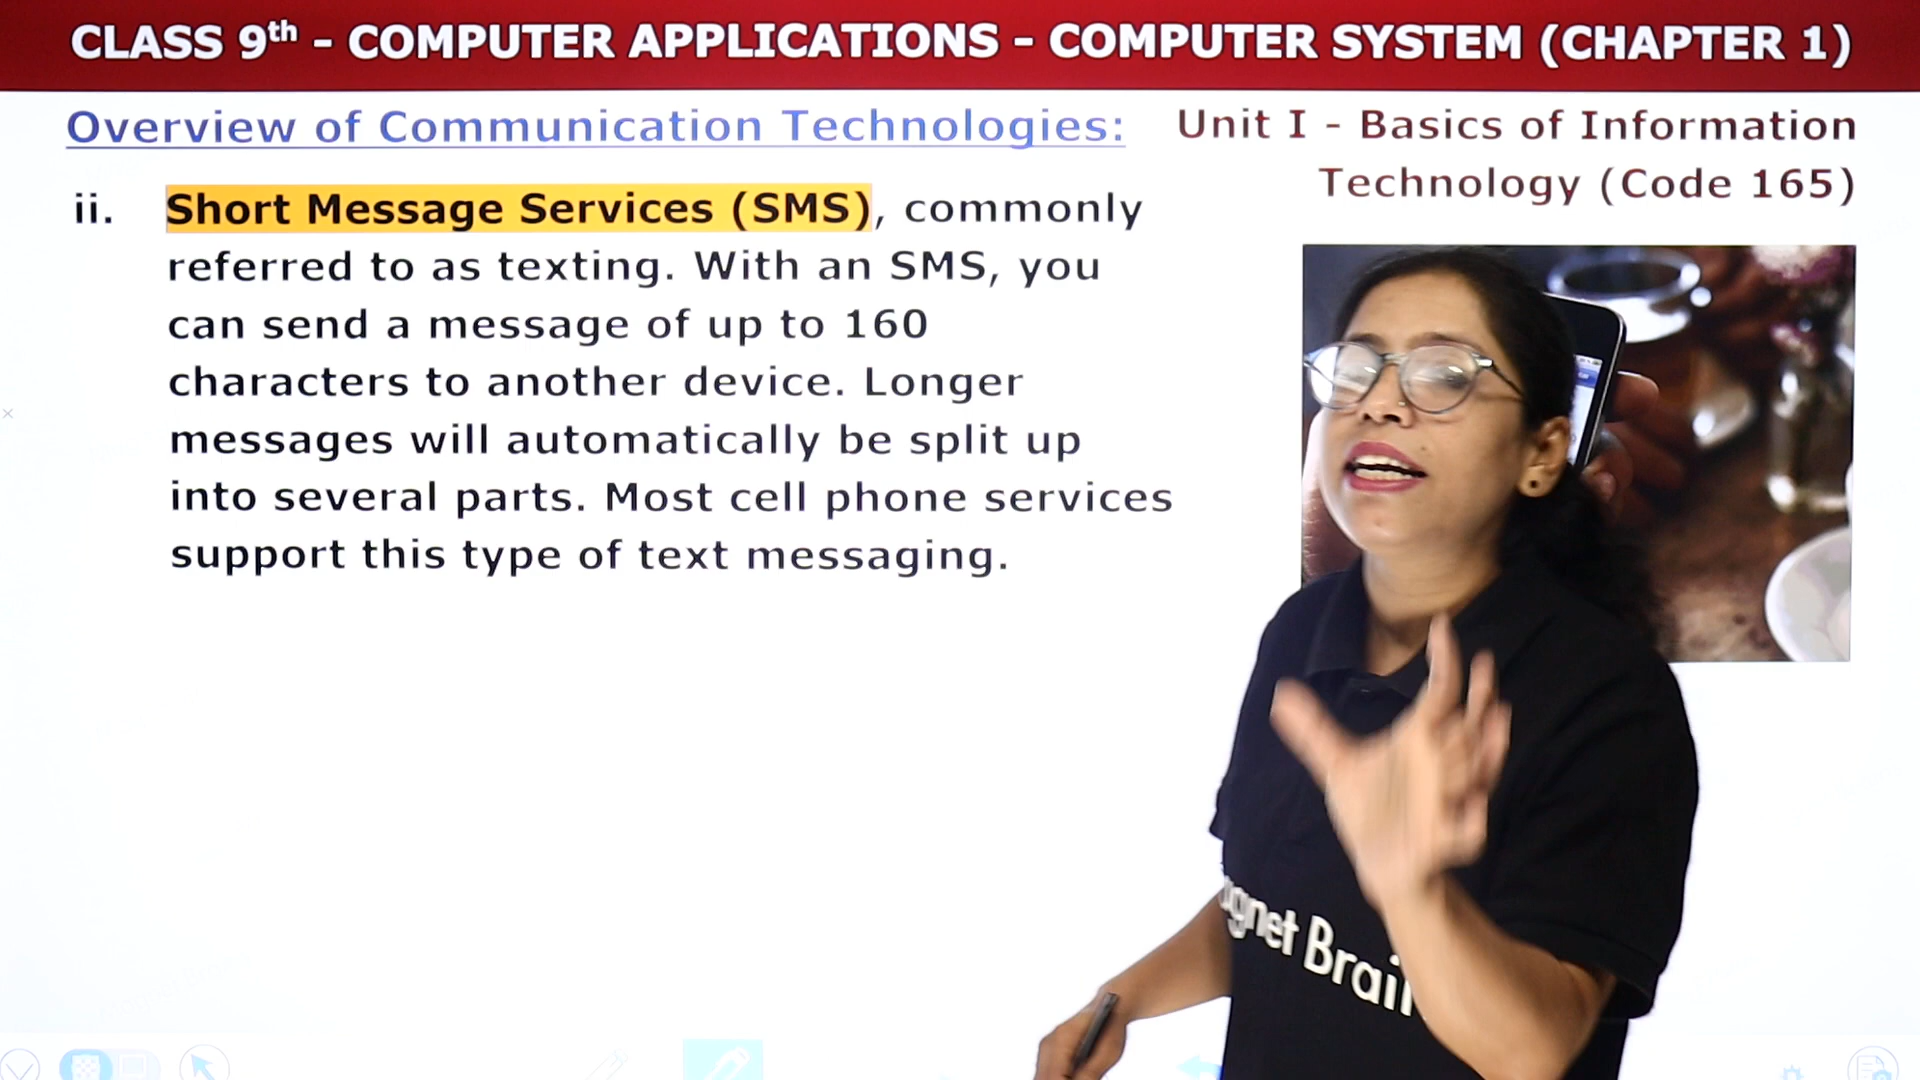 CLASS 9th - COMPUTER APPLICATIONS - COMPUTER SYSTEM (CHAPTER 1)
Overview of Communication Technologies:
Unit I - Basics of Information
Technology (Code 165)
ii. Short Message Services (SMS), commonly
referred to as texting. With an SMS, you
can send a message of up to 160
characters to another device. Longer
messages will automatically be split up
into several parts. Most cell phone services
support this type of text messaging.
gnet Brai